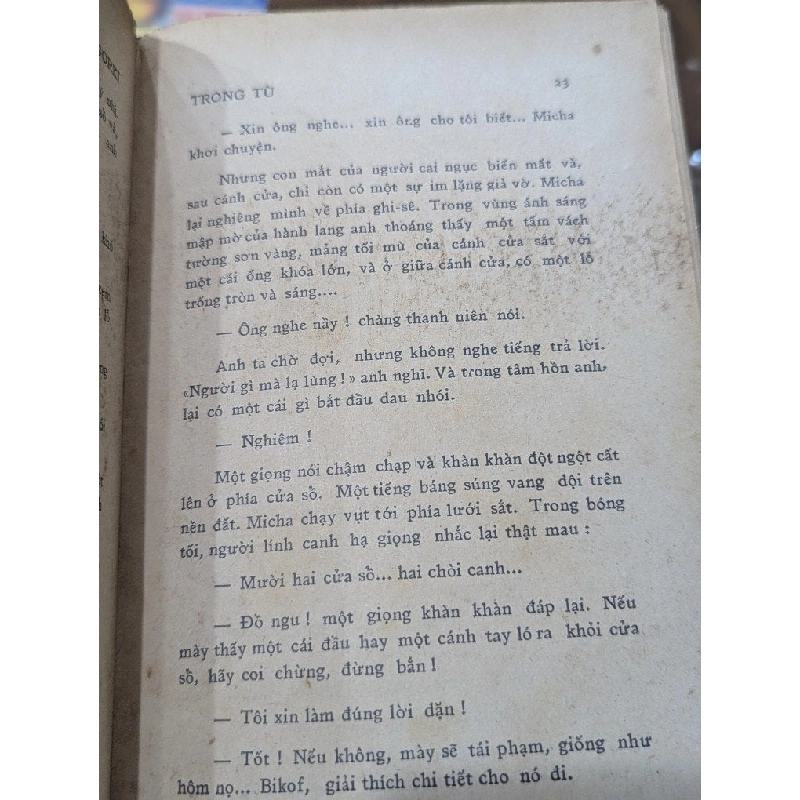 TRONG TÙ 23
— Xin ông nghe... xin ông cho tôi biết... Micha
khơi chuyện.
Nhưng con mắt của người cai ngục biến mất và,
sau cánh cửa, chỉ còn có một sự im lặng giả vờ. Micha
lại nghiêng mình về phía ghi-sê. Trong vùng ánh sáng
mập mờ của hành lang anh thoáng thấy một tấm vách
tường sơn vàng, mảng tối mù của cánh cửa sắt với
một cái ống khóa lớn, và ở giữa cánh cửa, có một lỗ
trống tròn và sáng....
— Ông nghe nầy ! chàng thanh niên nói.
Anh ta chờ đợi, nhưng không nghe tiếng trả lời.
«Người gì mà lạ lùng !» anh nghĩ. Và trong tâm hồn anh,
lại có một cái gì bắt đầu đau nhói.
— Nghiêm !
Một giọng nói chậm chạp và khàn khàn đột ngột cất
lên ở phía cửa sổ. Một tiếng báng súng vang dội trên
nền đất. Micha chạy vụt tới phía lưới sắt. Trong bóng
tối, người lính canh hạ giọng nhắc lại thật mau :
— Mười hai cửa sổ... hai chòi canh...
— Đồ ngu ! một giọng khàn khàn đáp lại. Nếu
mày thấy một cái đầu hay một cánh tay ló ra khỏi cửa
sổ, hãy coi chừng, đừng bắn !
— Tôi xin làm đúng lời dặn !
— Tốt ! Nếu không, mày sẽ tái phạm, giống như
hôm nọ... Bikof, giải thích chi tiết cho nó đi.